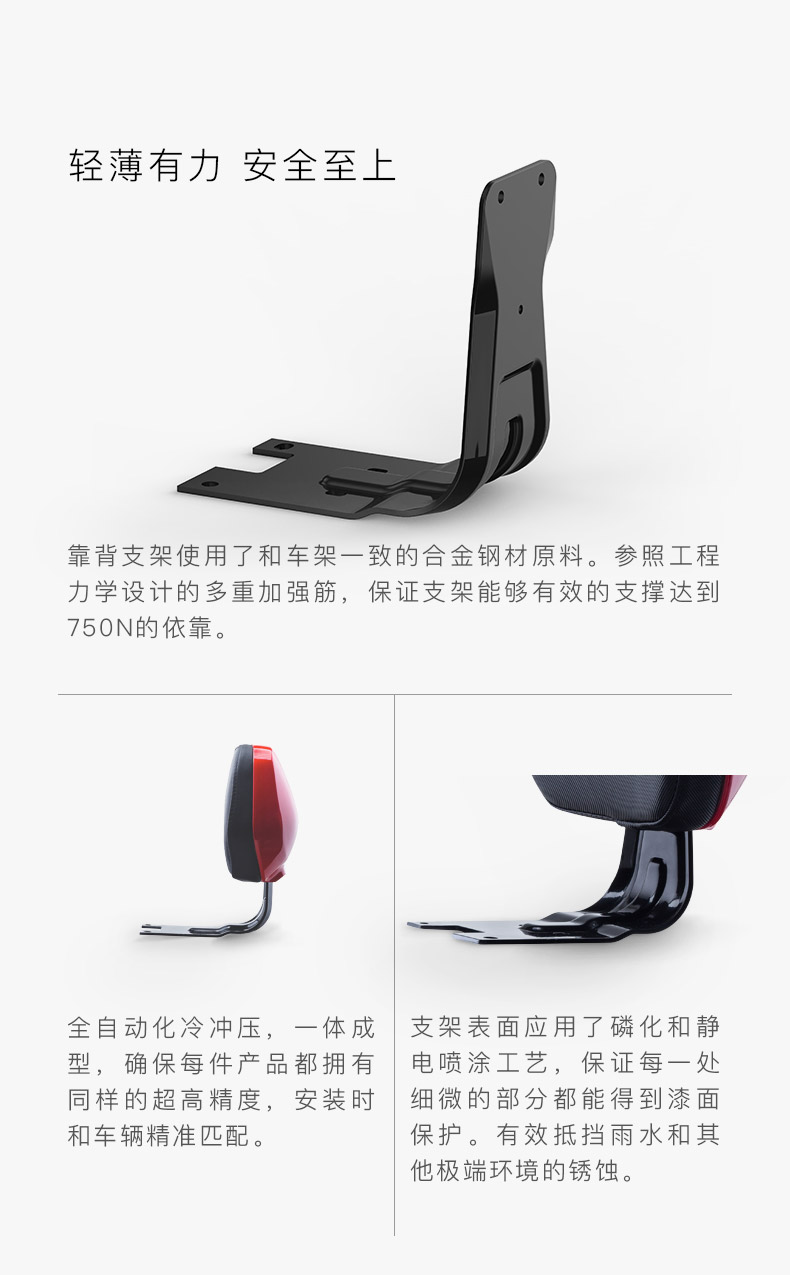 轻薄有力 安全至上
靠背支架使用了和车架一致的合金钢材原料。参照工程
力学设计的多重加强筋，保证支架能够有效的支撑达到
750N的依靠。
全自动化冷冲压，一体成
型，确保每件产品都拥有
同样的超高精度，安装时
和车辆精准匹配。
支架表面应用了磷化和静
电喷涂工艺，保证每一处
细微的部分都能得到漆面
保护。有效抵挡雨水和其
他极端环境的锈蚀。